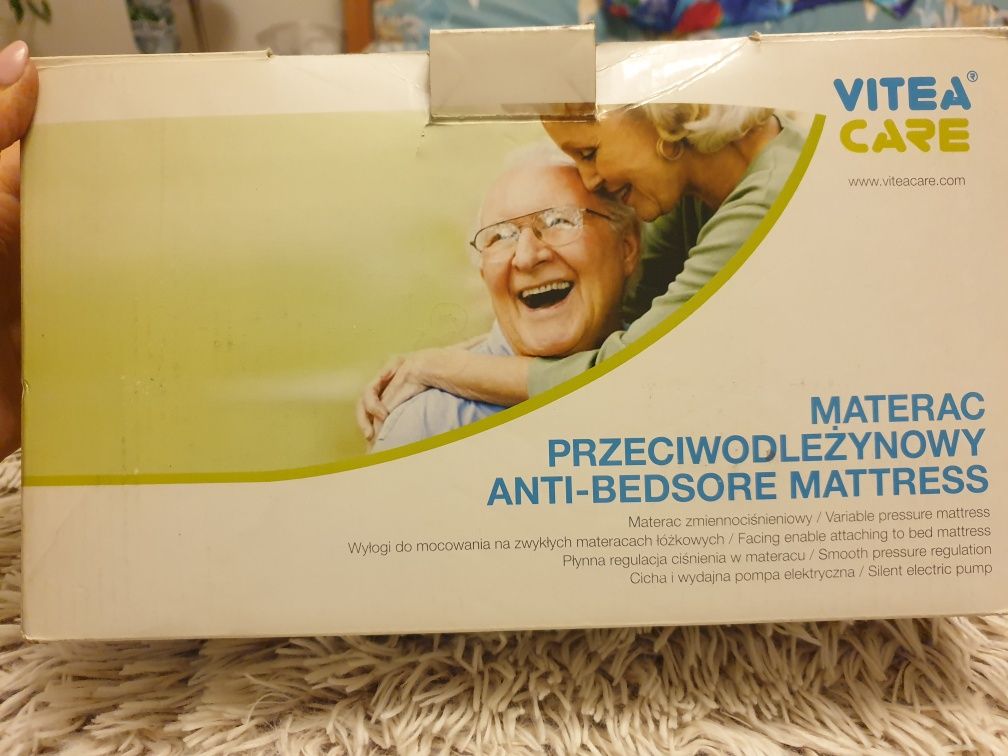 VITEA®
CARE
www.viteacare.com
MATERAC
PRZECIWODLEŻYNOWY
ANTI-BEDSORE MATTRESS
Materac zmiennociśnieniowy / Variable pressure mattress
Wyłogi do mocowania na zwykłych materacach łóżkowych / Facing enable attaching to bed mattress
Płynna regulacja ciśnienia w materacu / Smooth pressure regulation
Cicha i wydajna pompa elektryczna / Silent electric pump